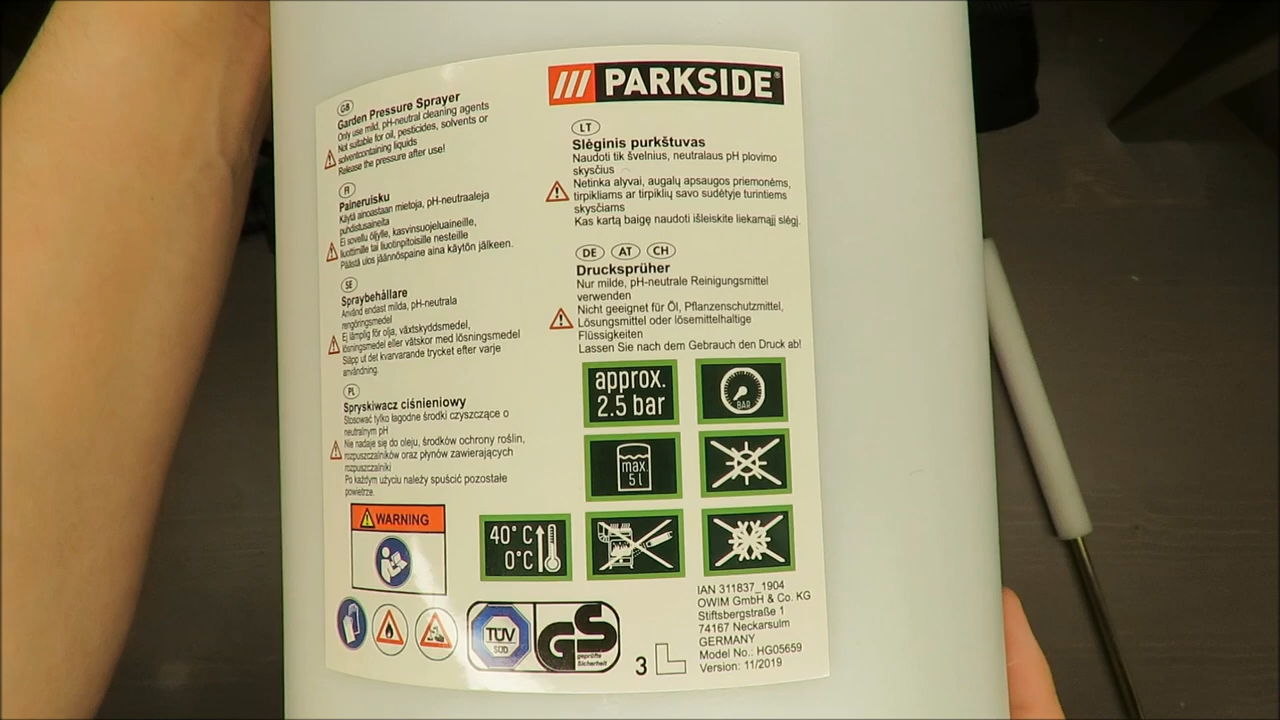 PARKSIDE®
GB
Garden Pressure Sprayer
Only use mild, pH-neutral cleaning agents
Not suitable for oil, pesticides, solvents or
solventcontaining liquids
Release the pressure after use!
FI
Paineruisku
Käytä ainoastaan mietoja, pH-neutraaleja
puhdistusaineita
Ei sovellu öljylle, kasvinsuojeluaineille,
liuottimille tai liuotinpitoisille nesteille
Päästä ulos jäännöspaine aina käytön jälkeen.
SE
Spraybehållare
Använd endast milda, pH-neutrala
rengöringsmedel
Ej lämplig för olja, växtskyddsmedel,
lösningsmedel eller våtskor med lösningsmedel
Släpp ut det kvarvarande trycket efter varje
användning.
PL
Spryskiwacz ciśnieniowy
Stosować tylko łagodne środki czyszczące o
neutralnym pH
Nie nadaje się do oleju, środków ochrony roślin,
rozpuszczalników oraz płynów zawierających
rozpuszczalniki
Po każdym użyciu należy spuścić pozostałe
powietrze.
WARNING
LT
Slėginis purkštuvas
Naudoti tik švelnius, neutralaus pH plovimo
skysčius
Netinka alyvai, augalų apsaugos priemonėms,
tirpikliams ar tirpiklių savo sudėtyje turintiems
skysčiams
Kas kartą baigę naudoti išleiskite liekamąjį slėgį.
DE AT CH
Drucksprüher
Nur milde, pH-neutrale Reinigungsmittel
verwenden
Nicht geeignet für Öl, Pflanzenschutzmittel,
Lösungsmittel oder lösemittelhaltige
Flüssigkeiten
Lassen Sie nach dem Gebrauch den Druck ab!
approx.
2.5 bar
BAR
max.
5 l
40° C
0°C
TÜV
SÜD
GS
geprüfte
Sicherheit
3
IAN 311837_1904
OWIM GmbH & Co. KG
Stiftsbergstraße 1
74167 Neckarsulm
GERMANY
Model No.: HG05659
Version: 11/2019